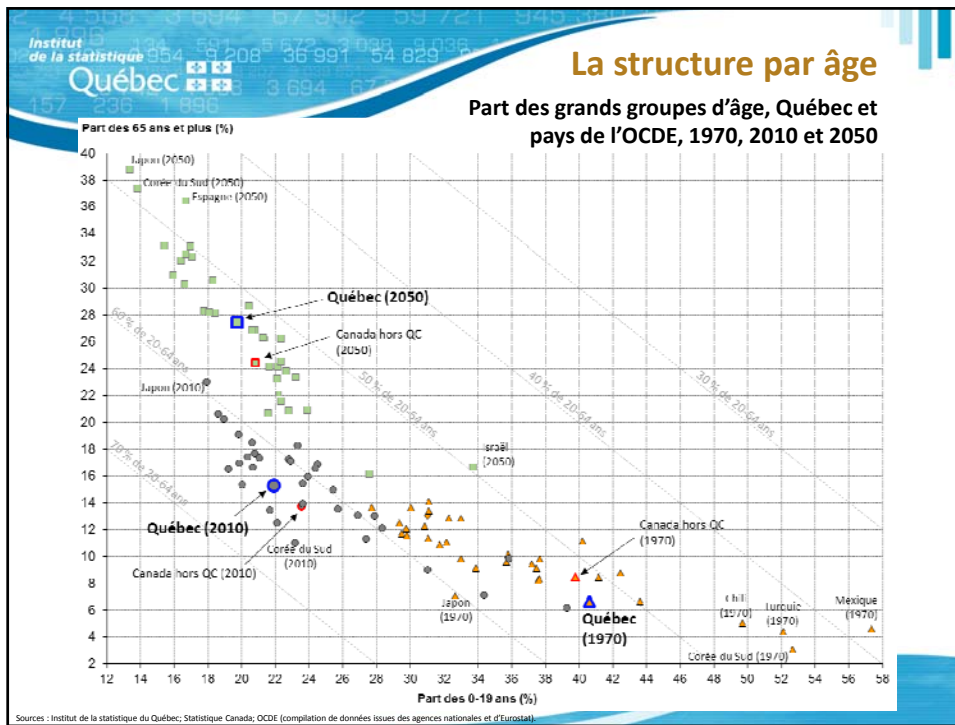 Institut
de la statistique
Québec
La structure par âge
Part des grands groupes d'âge, Québec et
pays de l'OCDE, 1970, 2010 et 2050
Part des 65 ans et plus (%)
40
38
36
34
32
30
28
26
24
22
20
18
16
14
12
10
8
6
4
2
Japon (2050)
Corée du Sud (2050)
Espagne (2050)
Québec (2050)
Canada hors QC
(2050)
60 % de 20-64 ans
50 % de 20-64 ans
40 % de 20-64 ans
30 % de 20-64 ans
Japon (2010)
70 % de 20-64 ans
Israël
(2050)
Québec (2010)
Canada hors QC (2010)
Corée du Sud
(2010)
Canada hors QC
(1970)
Japon
(1970)
Québec
(1970)
Chili
(1970)
Turquie
(1970)
Mexique
(1970)
Corée du Sud (1970)
12 14 16 18 20 22 24 26 28 30 32 34 36 38 40 42 44 46 48 50 52 54 56 58
Part des 0-19 ans (%)
Sources : Institut de la statistique du Québec; Statistique Canada; OCDE (compilation de données issues des agences nationales et d'Eurostat).